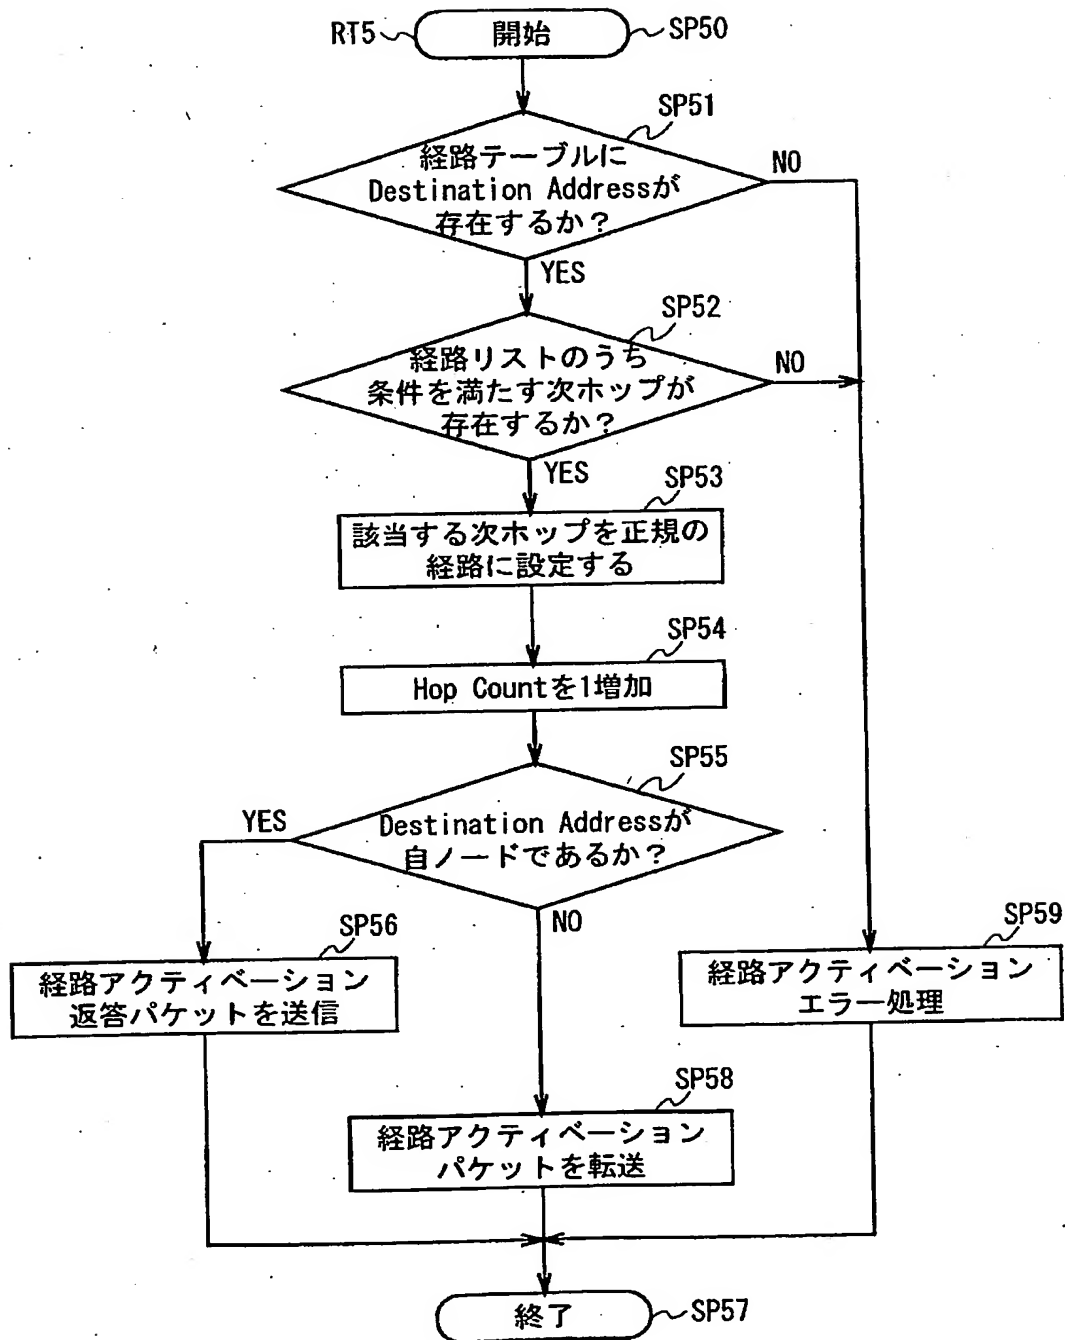 RT5
開始
SP50
SP51
経路テーブルに
Destination Addressが
存在するか?
NO
YES
SP52
経路リストのうち
条件を満たす次ホップが
存在するか?
NO
YES
SP53
該当する次ホップを正規の
経路に設定する
SP54
Hop Countを1増加
SP55
Destination Addressが
自ノードであるか?
YES
NO
SP56
経路アクティベーション
返答パケットを送信
SP59
経路アクティベーション
エラー処理
SP58
経路アクティベーション
パケットを転送
終了
SP57